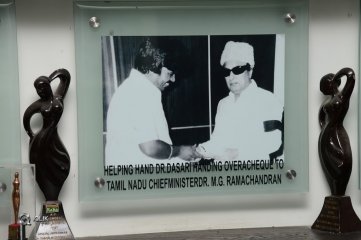 HELPING HAND DR.DASARI HANDING OVERACHEQUE TO
TAMIL NADU CHIEFMINISTERDR. M.G. RAMACHANDRAN